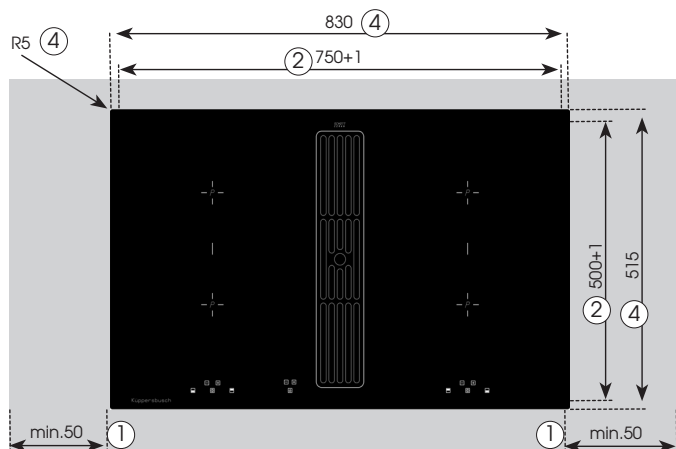 830 ④
R5 ④
② 750+1
500+1 ②
515 ④
Kuppersbusch
min.50 ①
① min.50